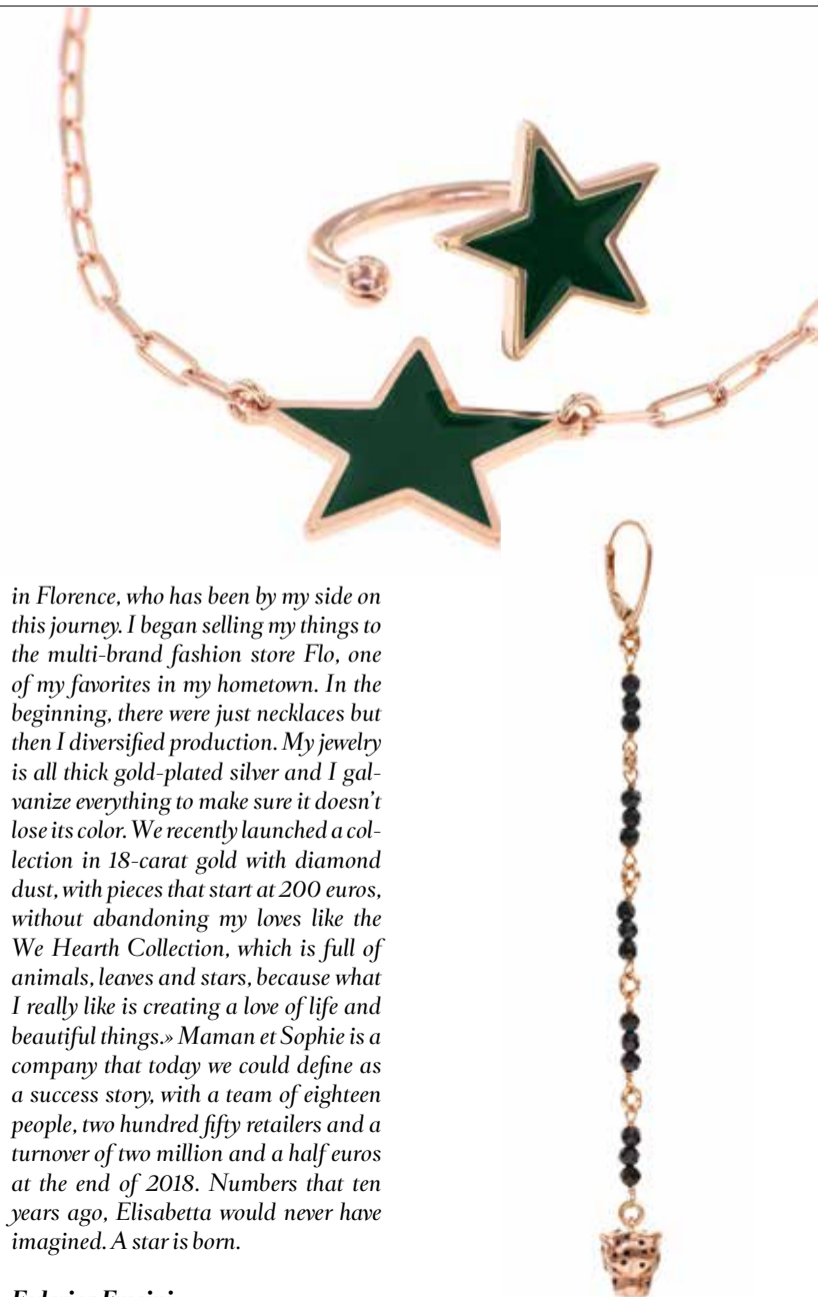 in Florence, who has been by my side on
this journey. I began selling my things to
the multi-brand fashion store Flo, one
of my favorites in my hometown. In the
beginning, there were just necklaces but
then I diversified production. My jewelry
is all thick gold-plated silver and I gal-
vanize everything to make sure it doesn't
lose its color. We recently launched a col-
lection in 18-carat gold with diamond
dust, with pieces that start at 200 euros,
without abandoning my loves like the
We Hearth Collection, which is full of
animals, leaves and stars, because what
I really like is creating a love of life and
beautiful things.» Maman et Sophie is a
company that today we could define as
a success story, with a team of eighteen
people, two hundred fifty retailers and a
turnover of two million and a half euros
at the end of 2018. Numbers that ten
years ago, Elisabetta would never have
imagined. A star is born.